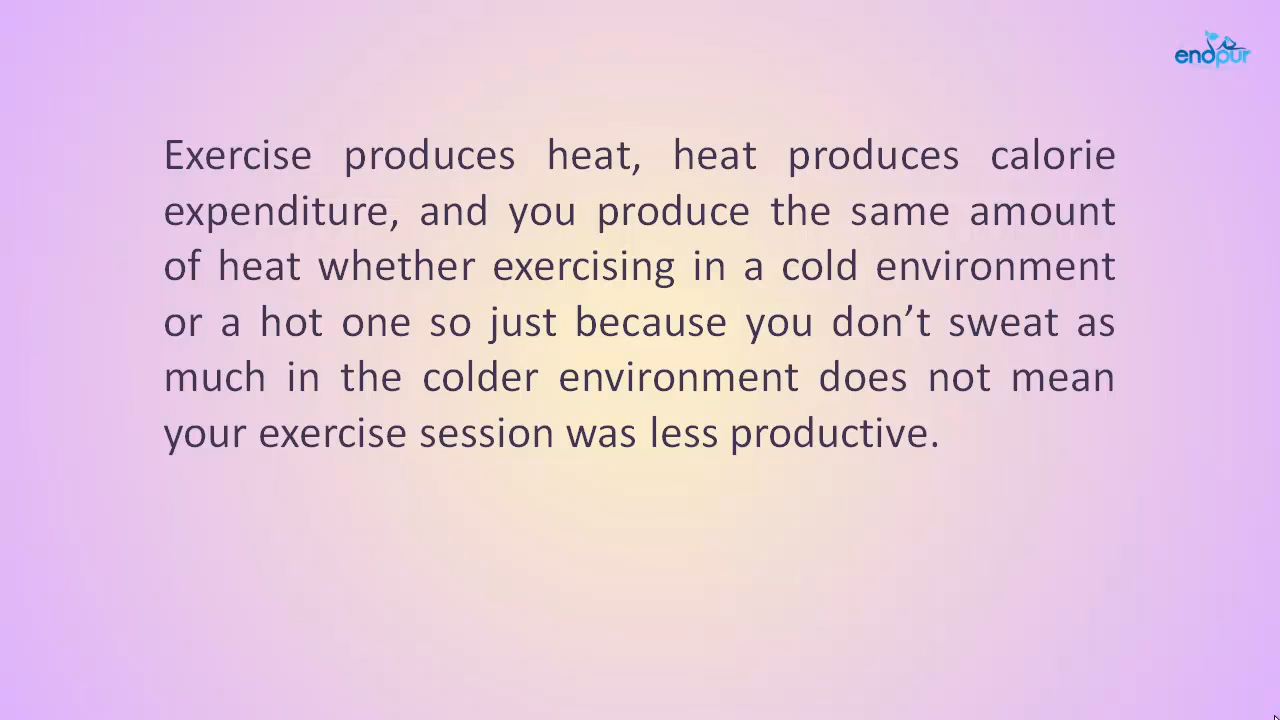 endpur
Exercise produces heat, heat produces calorie
expenditure, and you produce the same amount
of heat whether exercising in a cold environment
or a hot one so just because you don’t sweat as
much in the colder environment does not mean
your exercise session was less productive.